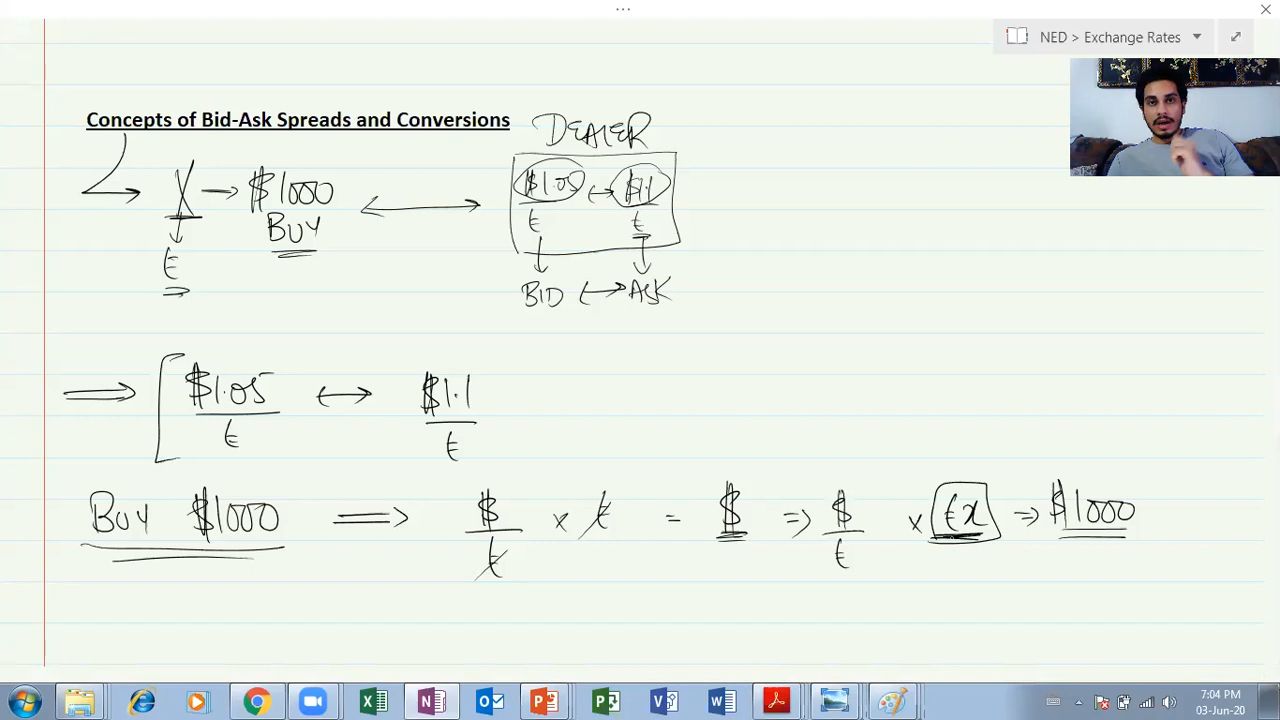 NED > Exchange Rates
Concepts of Bid-Ask Spreads and Conversions
DEALER
X → $1000
BUY
€
$1.05 ↔ $1.1
€ €
BID ↔ ASK
⇒ [ $1.05 ↔ $1.1
€ €
BUY $1000 ⇒ $/€ x € = $ ⇒ $/€ x €x ⇒ $1000
7:04 PM
03-Jun-20